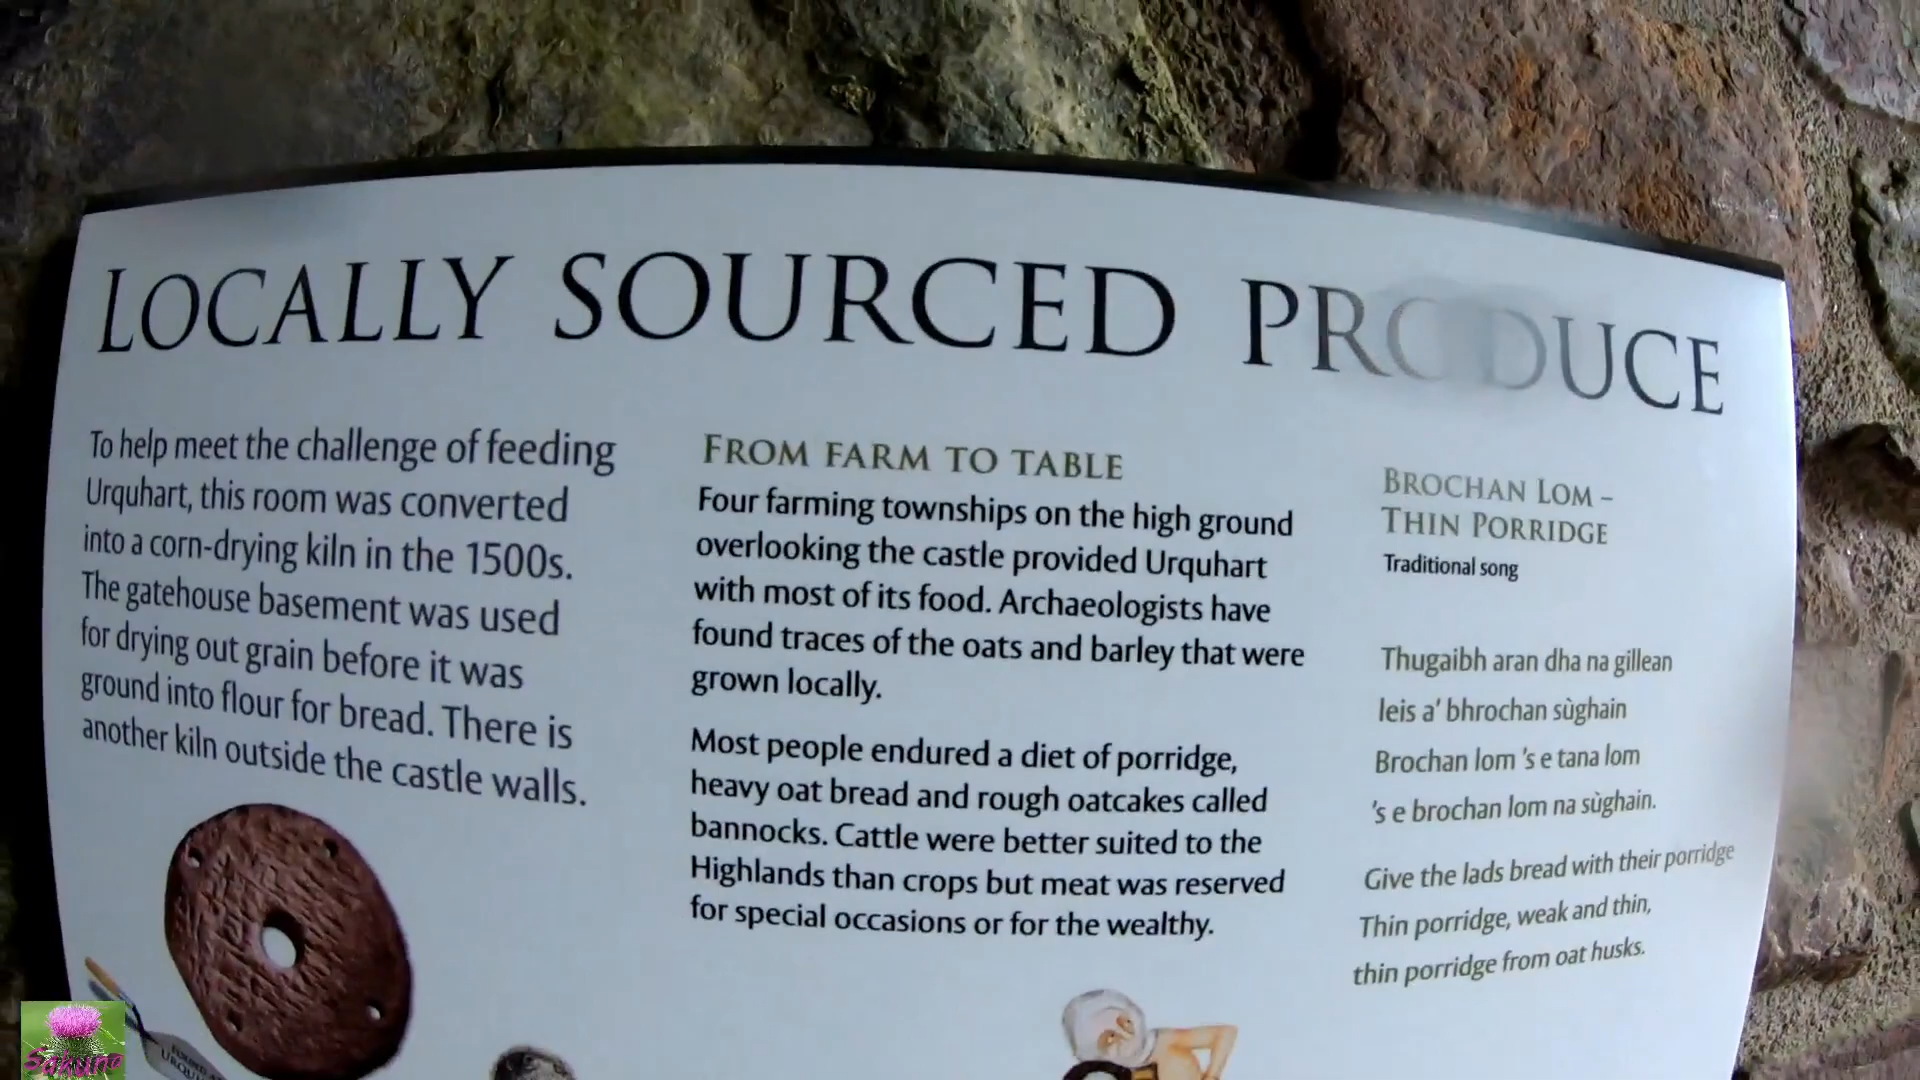 LOCALLY SOURCED PRODUCE
To help meet the challenge of feeding
Urquhart, this room was converted
into a corn-drying kiln in the 1500s.
The gatehouse basement was used
for drying out grain before it was
ground into flour for bread. There is
another kiln outside the castle walls.
FROM FARM TO TABLE
Four farming townships on the high ground
overlooking the castle provided Urquhart
with most of its food. Archaeologists have
found traces of the oats and barley that were
grown locally.
Most people endured a diet of porridge,
heavy oat bread and rough oatcakes called
bannocks. Cattle were better suited to the
Highlands than crops but meat was reserved
for special occasions or for the wealthy.
BROCHAN LOM –
THIN PORRIDGE
Traditional song
Thugaibh aran dha na gillean
leis a' bhrochan sùghain
Brochan lom 's e tana lom
's e brochan lom na sùghain.
Give the lads bread with their porridge
Thin porridge, weak and thin,
thin porridge from oat husks.
Sakuno